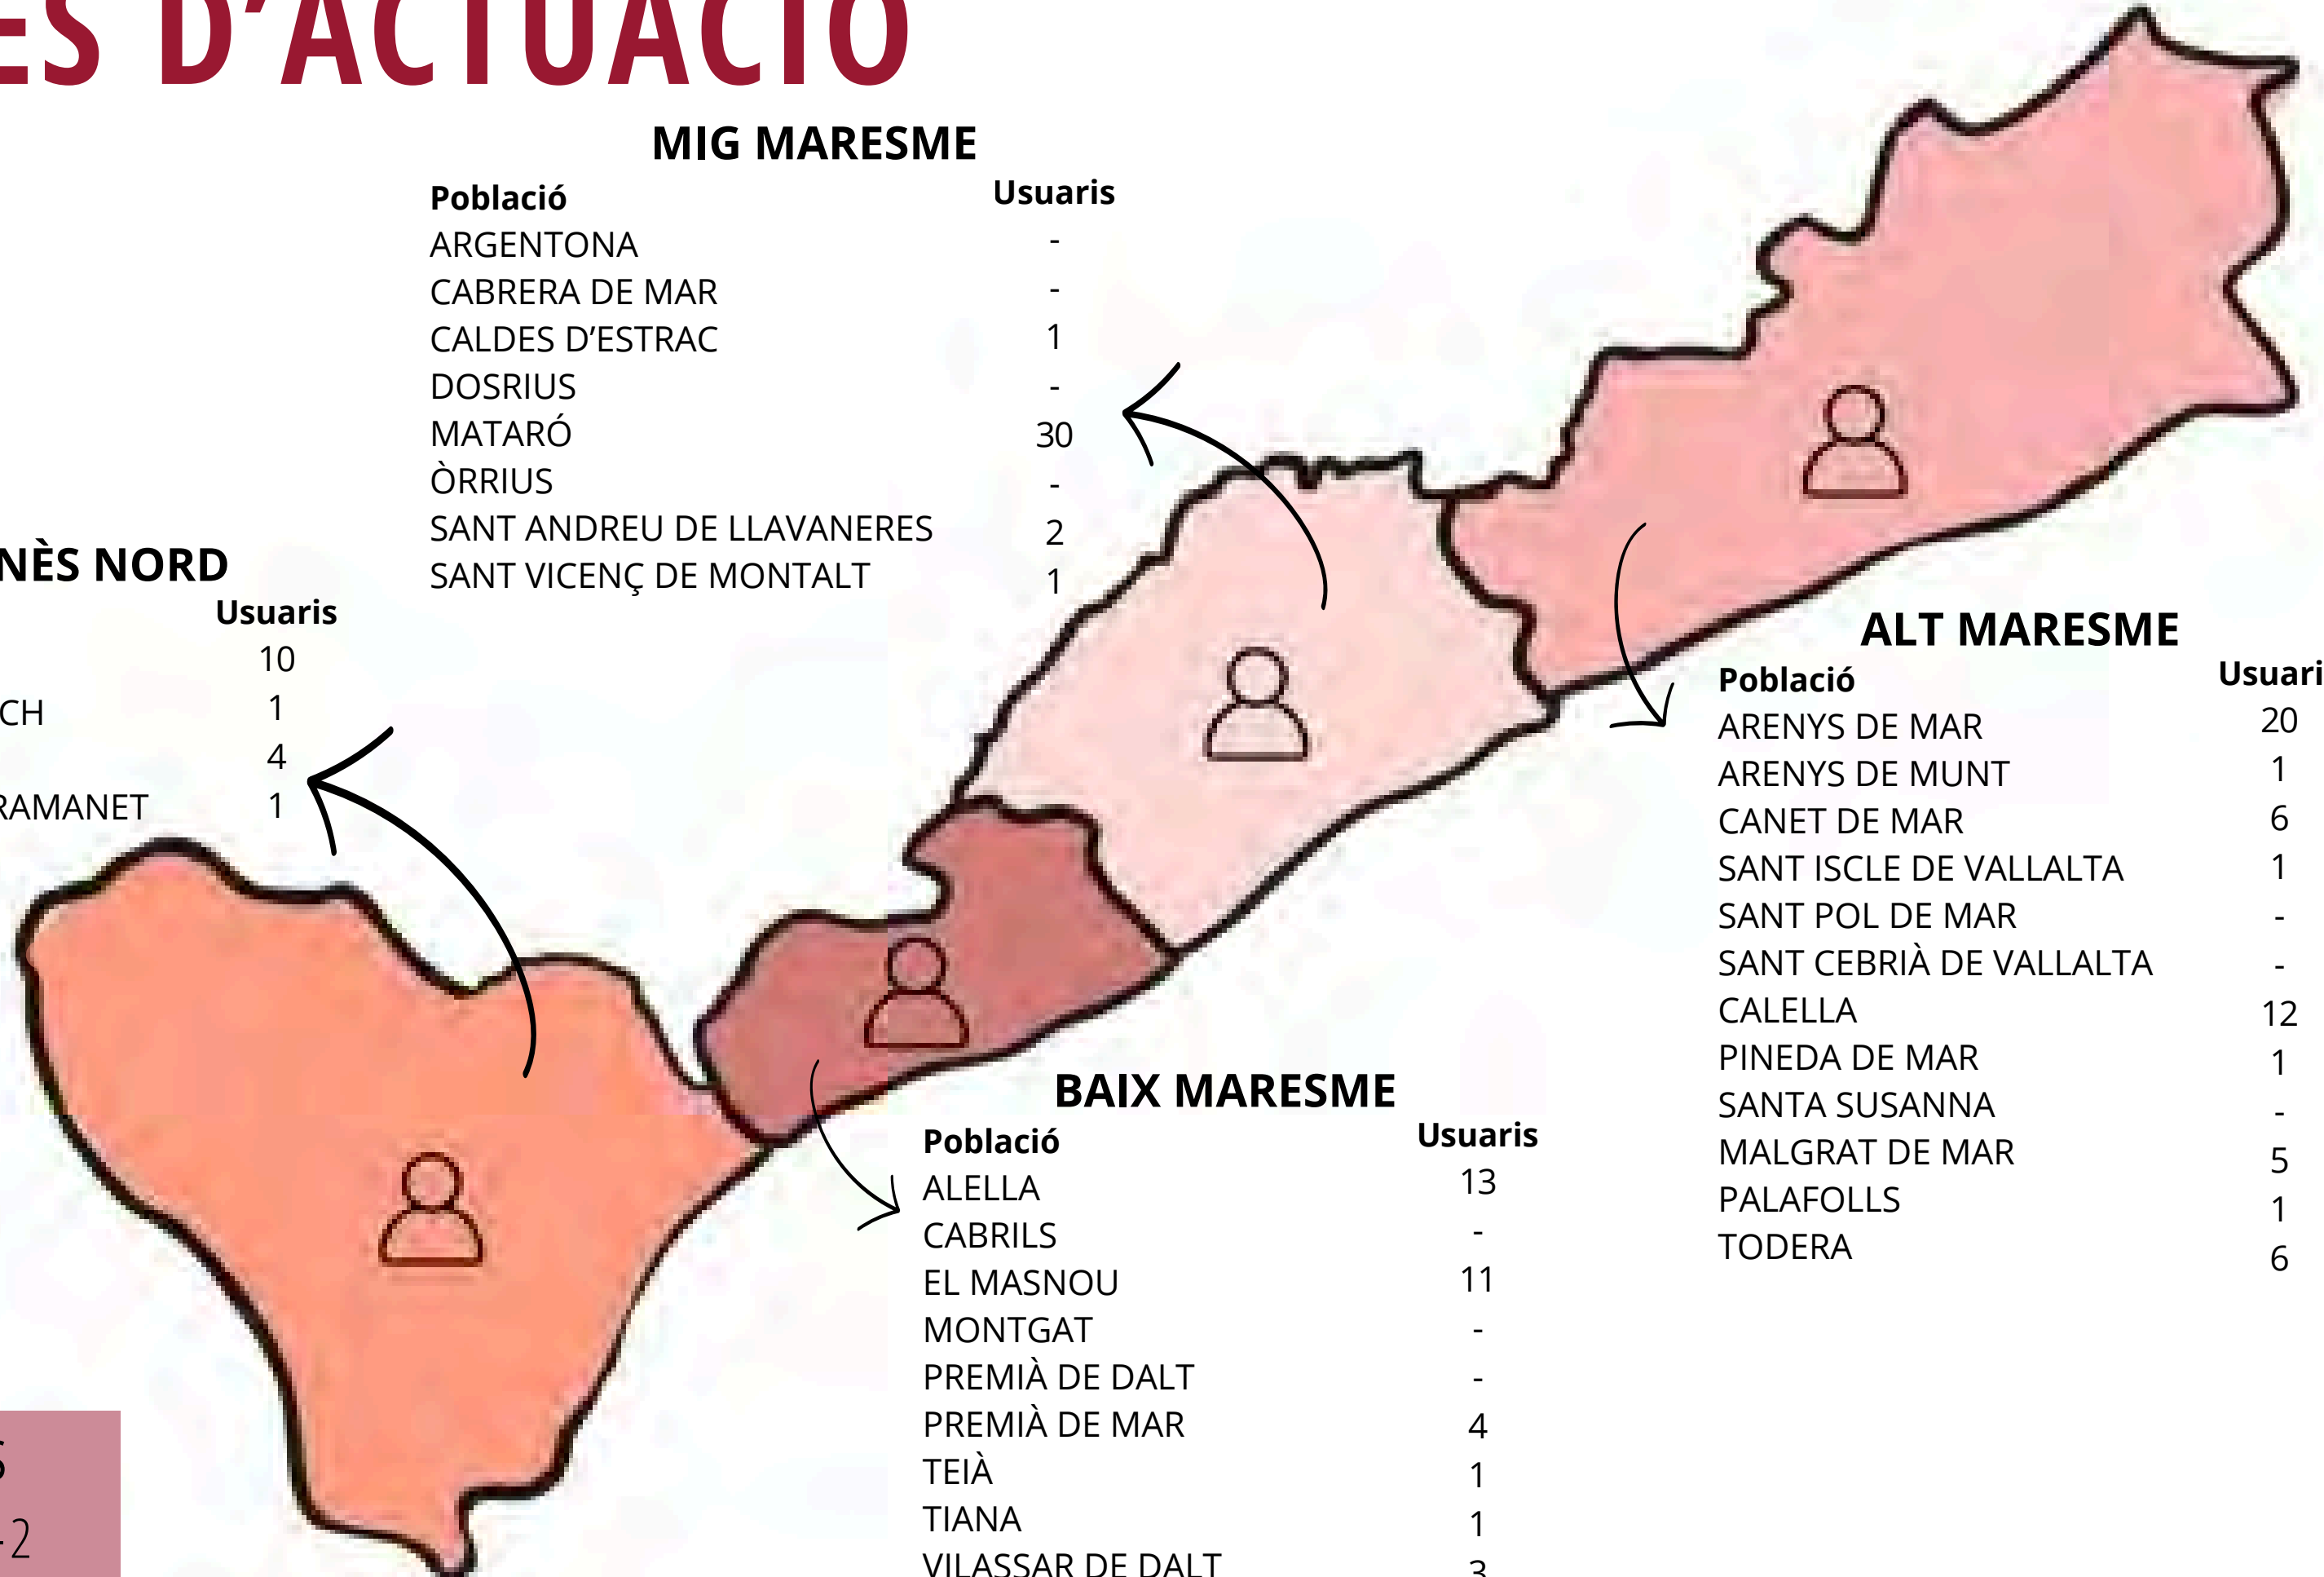 ES D'ACTUACIÓ
MIG MARESME
Població Usuaris
ARGENTONA -
CABRERA DE MAR -
CALDES D'ESTRAC 1
DOSRIUS -
MATARÓ 30
ÒRRIUS -
SANT ANDREU DE LLAVANERES 2
SANT VICENÇ DE MONTALT 1
NÈS NORD
Usuaris
10
CH 1
4
RAMANET 1
ALT MARESME
Població Usuari
ARENYS DE MAR 20
ARENYS DE MUNT 1
CANET DE MAR 6
SANT ISCLE DE VALLALTA 1
SANT POL DE MAR -
SANT CEBRIÀ DE VALLALTA -
CALELLA 12
PINEDA DE MAR 1
SANTA SUSANNA -
MALGRAT DE MAR 5
PALAFOLLS 1
TODERA 6
BAIX MARESME
Població Usuaris
ALELLA 13
CABRILS -
EL MASNOU 11
MONTGAT -
PREMIÀ DE DALT -
PREMIÀ DE MAR 4
TEIÀ 1
TIANA 1
VILASSAR DE DALT 3
S
-2